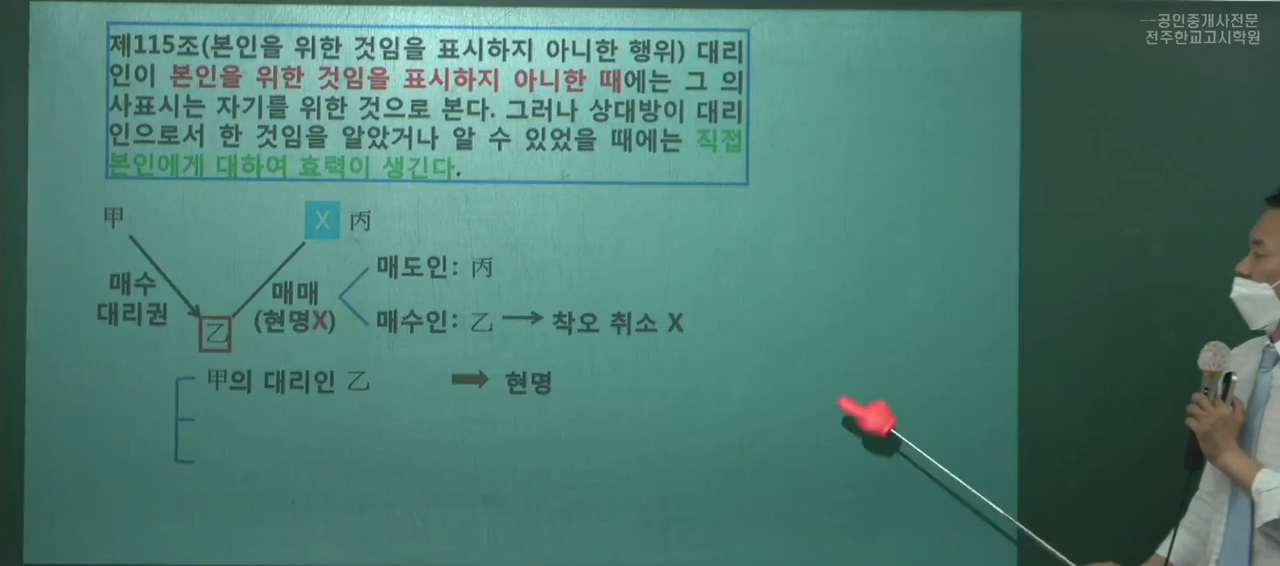 --공인중개사전문
전주한교고시학원
제115조(본인을 위한 것임을 표시하지 아니한 행위) 대리
인이 본인을 위한 것임을 표시하지 아니한 때에는 그 의
사표시는 자기를 위한 것으로 본다. 그러나 상대방이 대리
인으로서 한 것임을 알았거나 알 수 있었을 때에는 직접
본인에게 대하여 효력이 생긴다.
甲
X 丙
매수
대리권
매매
(현명X)
매도인: 丙
매수인: 乙 → 착오 취소 X
乙
甲의 대리인 乙 ➡ 현명